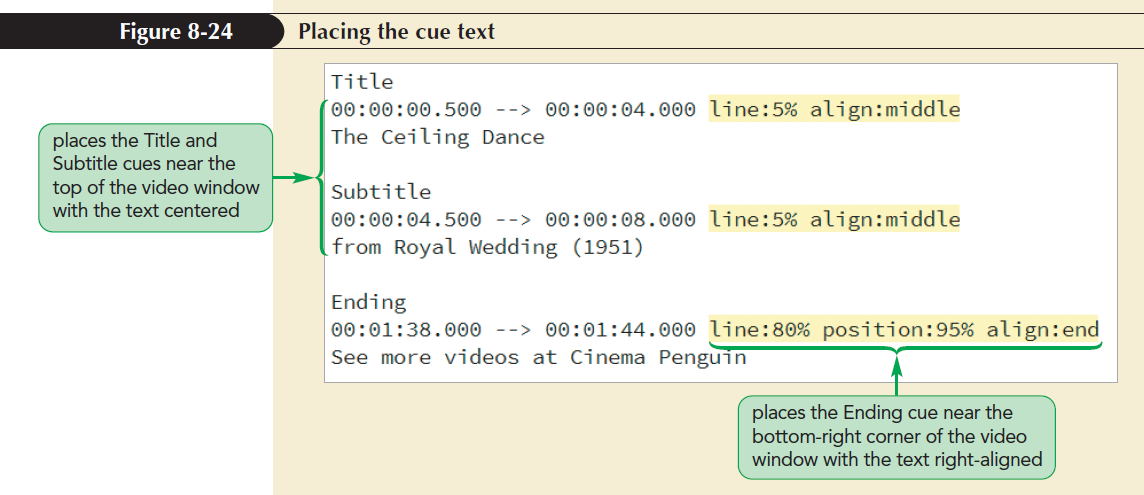 Figure 8-24
Placing the cue text
Title
00:00:00.500 --> 00:00:04.000 line:5% align:middle
The Ceiling Dance
Subtitle
00:00:04.500 --> 00:00:08.000 line:5% align:middle
from Royal Wedding (1951)
Ending
00:01:38.000 --> 00:01:44.000 line:80% position:95% align:end
See more videos at Cinema Penguin
places the Title and
Subtitle cues near the
top of the video window
with the text centered
places the Ending cue near the
bottom-right corner of the video
window with the text right-aligned